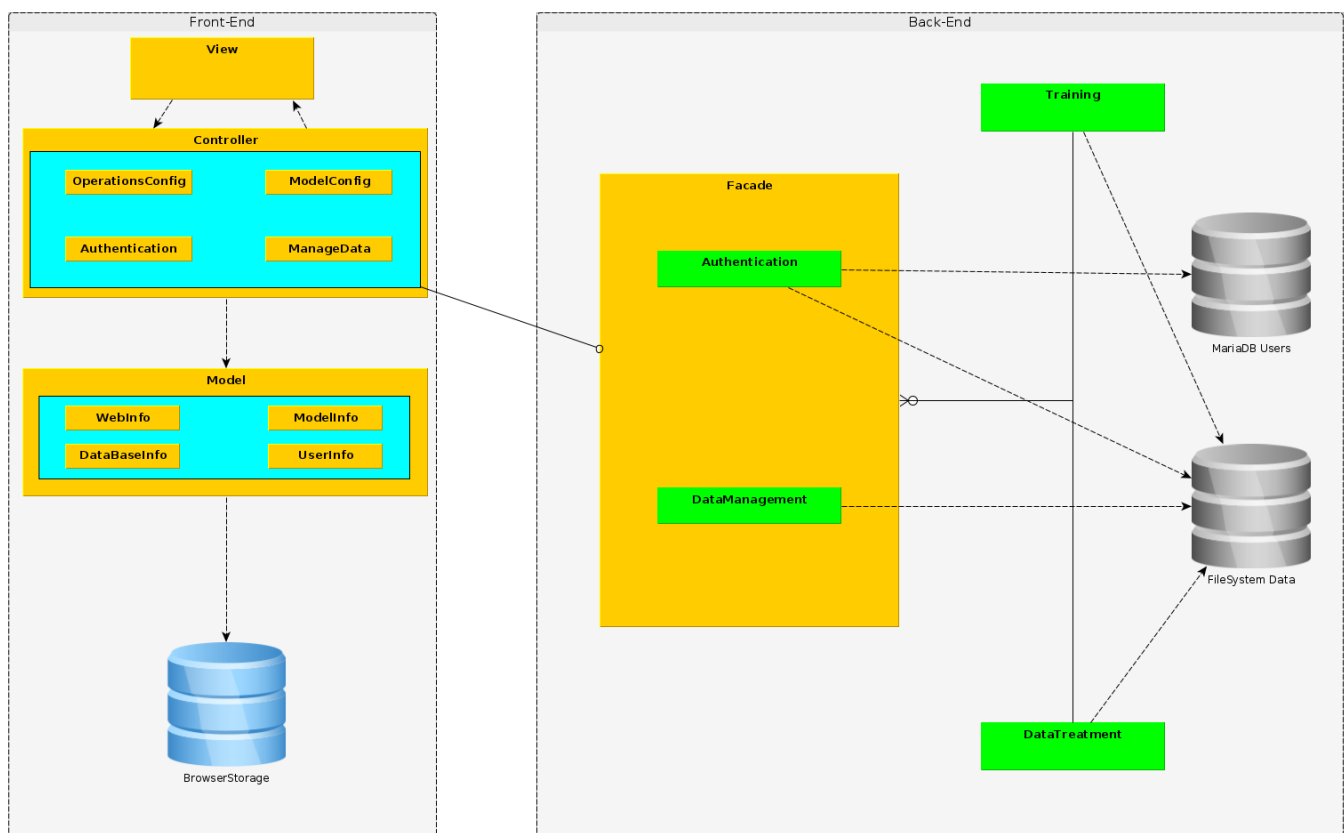 Front-End
View
Controller
OperationsConfig
ModelConfig
Authentication
ManageData
Model
WebInfo
ModelInfo
DataBaseInfo
UserInfo
BrowserStorage
Back-End
Training
Facade
Authentication
MariaDB Users
DataManagement
FileSystem Data
DataTreatment